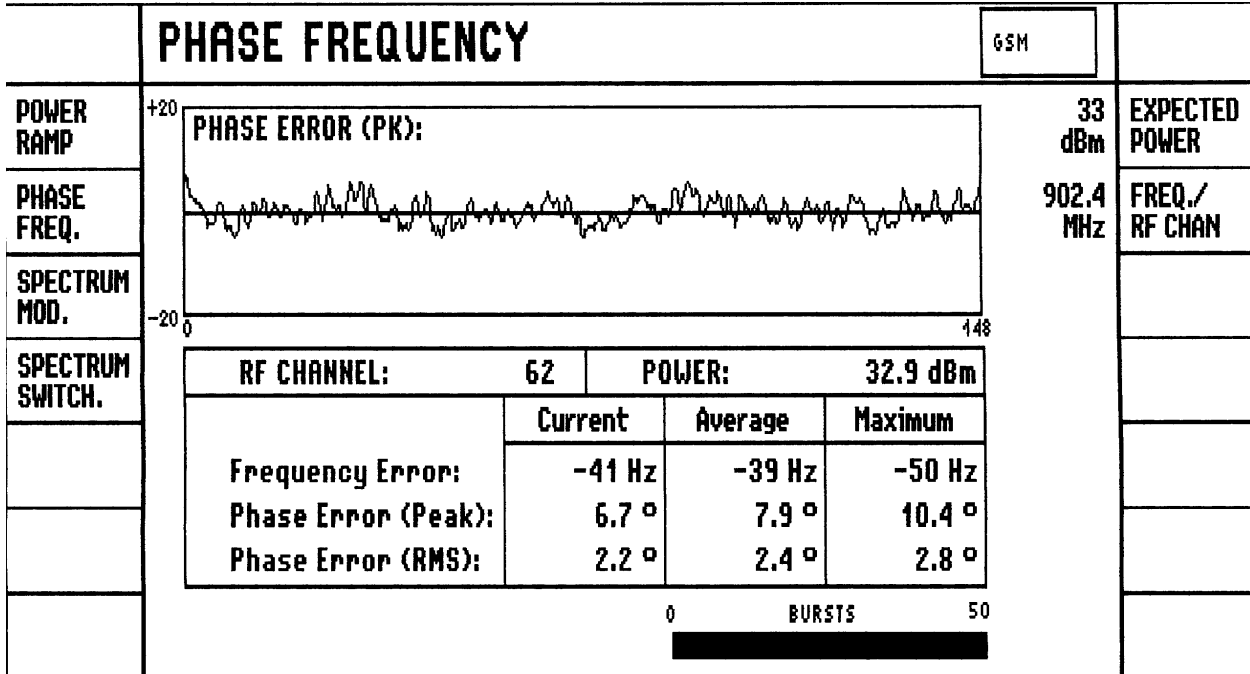 PHASE FREQUENCY
GSM
POWER
RAMP
PHASE
FREQ.
SPECTRUM
MOD.
SPECTRUM
SWITCH.
+20
PHASE ERROR (PK):
-20
0
148
33
dBm
EXPECTED
POWER
902.4
MHz
FREQ./
RF CHAN
RF CHANNEL: 62 POWER: 32.9 dBm
Current Average Maximum
Frequency Error: -41 Hz -39 Hz -50 Hz
Phase Error (Peak): 6.7 ° 7.9 ° 10.4 °
Phase Error (RMS): 2.2 ° 2.4 ° 2.8 °
0 BURSTS 50